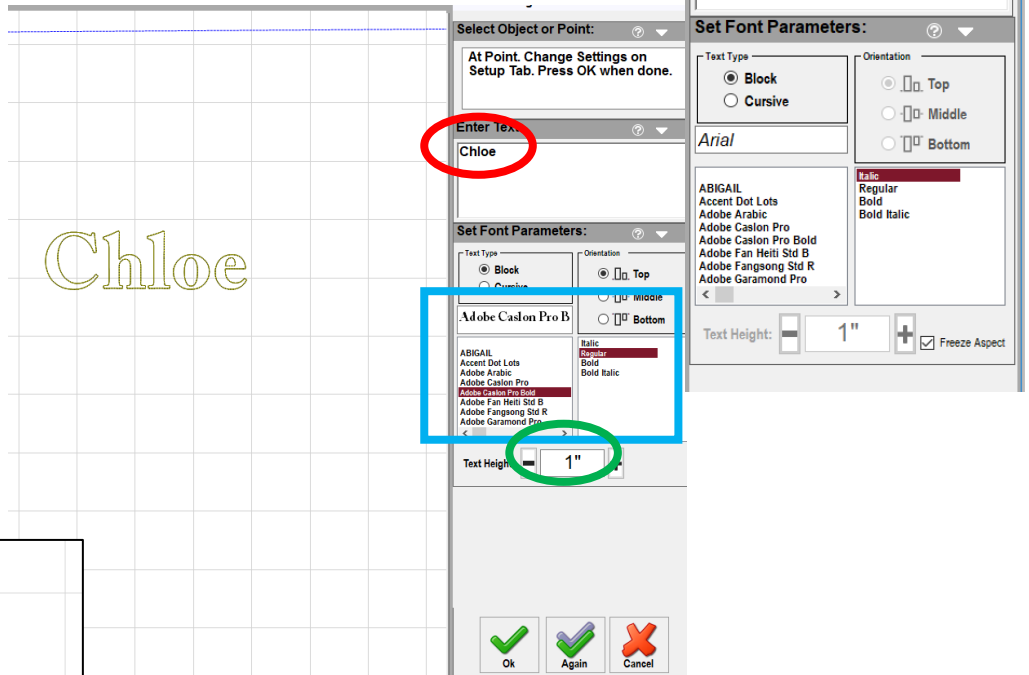 Chloe
Select Object or Point:
At Point. Change Settings on
Setup Tab. Press OK when done.
Enter Text
Chloe
Set Font Parameters:
Text Type
Block
Cursive
Orientation
Top
Middle
Bottom
Adobe Caslon Pro B
ABIGAIL
Accent Dot Lots
Adobe Arabic
Adobe Caslon Pro
Adobe Caslon Pro Bold
Adobe Fan Heiti Std B
Adobe Fangsong Std R
Adobe Garamond Pro
Italic
Regular
Bold
Bold Italic
Text Height:
1"
Ok
Again
Cancel
Set Font Parameters:
Text Type
Block
Cursive
Orientation
Top
Middle
Bottom
Arial
ABIGAIL
Accent Dot Lots
Adobe Arabic
Adobe Caslon Pro
Adobe Caslon Pro Bold
Adobe Fan Heiti Std B
Adobe Fangsong Std R
Adobe Garamond Pro
Italic
Regular
Bold
Bold Italic
Text Height:
1"
Freeze Aspect